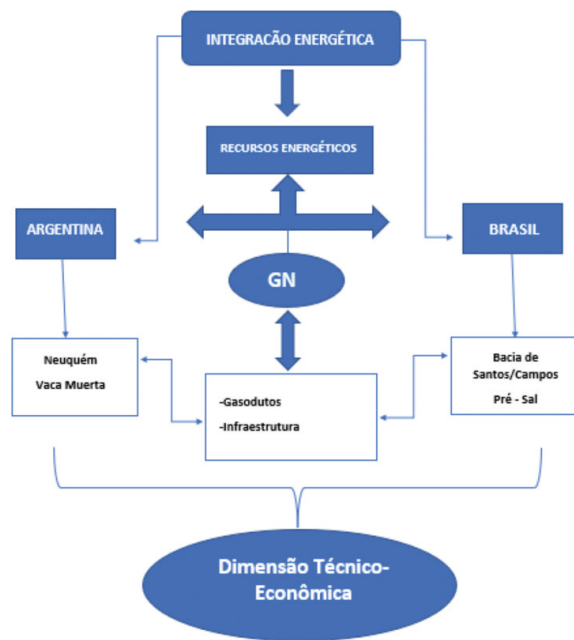 INTEGRACÃO ENERGÉTICA
RECURSOS ENERGÉTICOS
ARGENTINA
BRASIL
GN
Neuquém
Vaca Muerta
Bacia de
Santos/Campos
Pré - Sal
-Gasodutos
-Infraestrutura
Dimensão Técnico-
Econômica